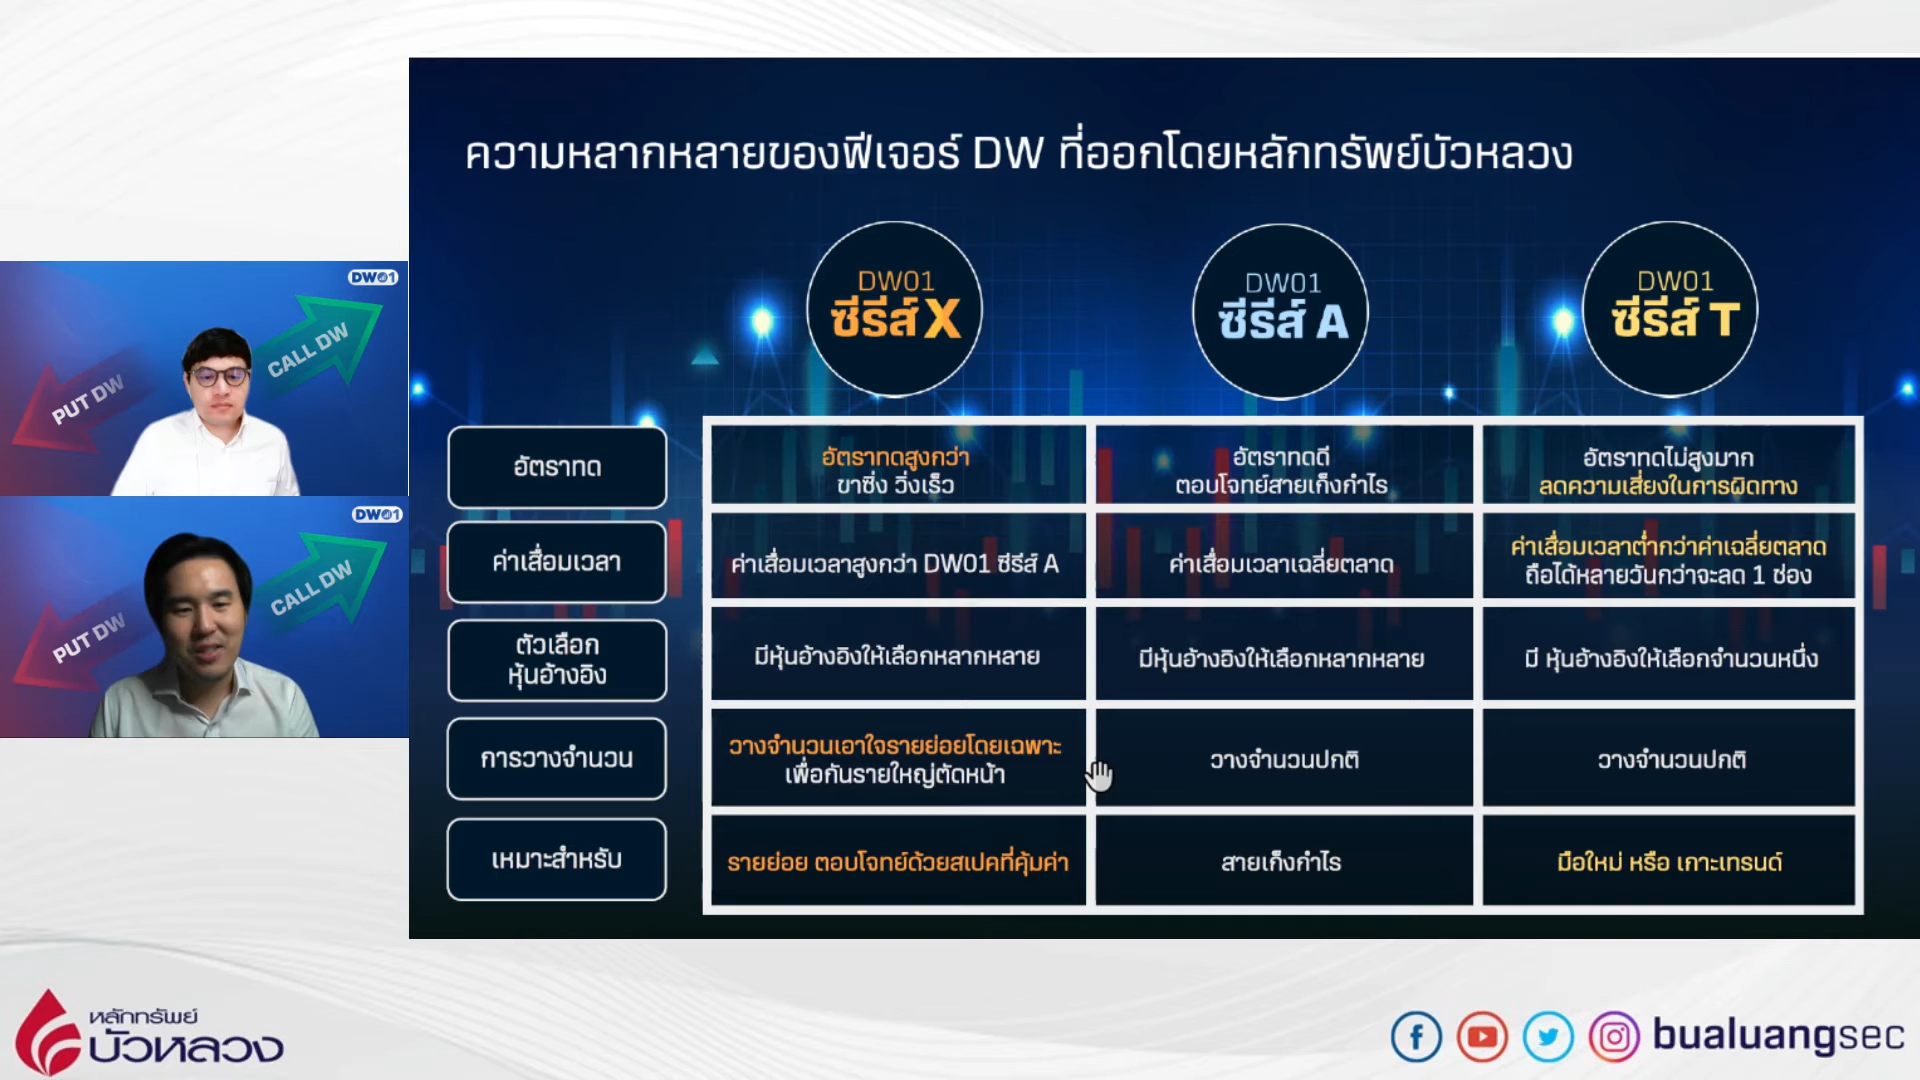 ความหลากหลายของฟีเจอร์ DW ที่ออกโดยหลักทรัพย์บัวหลวง
DW01
ซีรีส์ X
DW01
ซีรีส์ A
DW01
ซีรีส์ T
อัตราทด
อัตราทดสูงกว่า
ขาซิ่ง วิ่งเร็ว
อัตราทดดี
ตอบโจทย์สายเก็งกำไร
อัตราทดไม่สูงมาก
ลดความเสี่ยงในการผิดทาง
ค่าเสื่อมเวลา
ค่าเสื่อมเวลาสูงกว่า DW01 ซีรีส์ A
ค่าเสื่อมเวลาเฉลี่ยตลาด
ค่าเสื่อมเวลาต่ำกว่าค่าเฉลี่ยตลาด
ถือได้หลายวันกว่าจะลด 1 ช่อง
ตัวเลือก
หุ้นอ้างอิง
มีหุ้นอ้างอิงให้เลือกหลากหลาย
มีหุ้นอ้างอิงให้เลือกหลากหลาย
มี หุ้นอ้างอิงให้เลือกจำนวนหนึ่ง
การวางจำนวน
วางจำนวนเอาใจรายย่อยโดยเฉพาะ
เพื่อกันรายใหญ่ตัดหน้า
วางจำนวนปกติ
วางจำนวนปกติ
เหมาะสำหรับ
รายย่อย ตอบโจทย์ด้วยสเปคที่คุ้มค่า
สายเก็งกำไร
มือใหม่ หรือ เกาะเทรนด์
DW01
PUT DW
CALL DW
DW01
PUT DW
CALL DW
หลักทรัพย์
บัวหลวง
bualuangsec